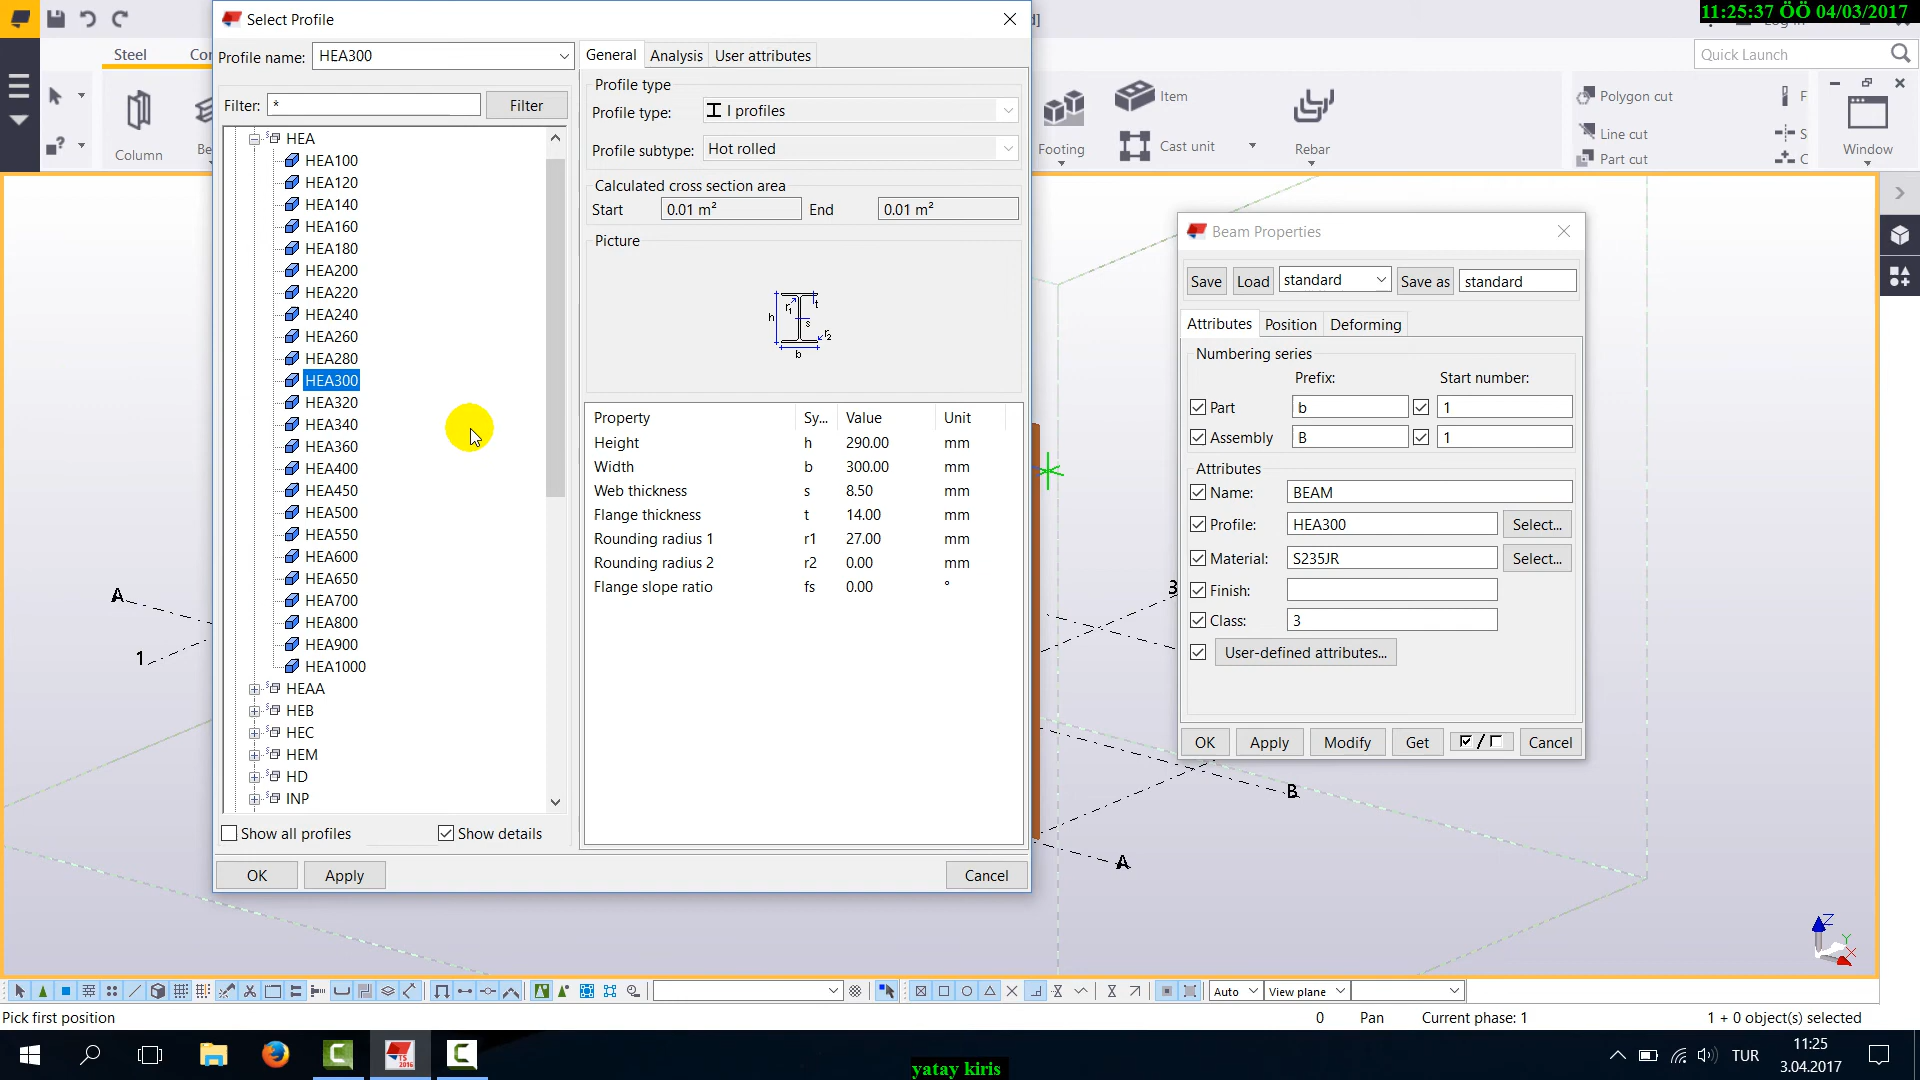 Select Profile
11:25:37 ÖÖ 04/03/2017
Profile name:
HEA300
General
Analysis
User attributes
Steel
Quick Launch
Filter:
*
Filter
Profile type
Profile type:
I profiles
Profile subtype:
Hot rolled
Calculated cross section area
Start
0.01 m²
End
0.01 m²
Picture
h
r1
t
s
r2
b
Column
Footing
Item
Cast unit
Rebar
Polygon cut
Line cut
Part cut
Window
HEA
HEA100
HEA120
HEA140
HEA160
HEA180
HEA200
HEA220
HEA240
HEA260
HEA280
HEA300
HEA320
HEA340
HEA360
HEA400
HEA450
HEA500
HEA550
HEA600
HEA650
HEA700
HEA800
HEA900
HEA1000
HEAA
HEB
HEC
HEM
HD
INP
Show all profiles
Show details
OK
Apply
Cancel
Property Sy... Value Unit
Height h 290.00 mm
Width b 300.00 mm
Web thickness s 8.50 mm
Flange thickness t 14.00 mm
Rounding radius 1 r1 27.00 mm
Rounding radius 2 r2 0.00 mm
Flange slope ratio fs 0.00 °
Beam Properties
Save
Load
standard
Save as
standard
Attributes
Position
Deforming
Numbering series
Prefix:
Start number:
Part
b
1
Assembly
B
1
Attributes
Name:
BEAM
Profile:
HEA300
Select...
Material:
S235JR
Select...
Finish:
Class:
3
User-defined attributes...
OK
Apply
Modify
Get
/
Cancel
A
1
3
B
A
Z
Y
X
Auto
View plane
Pick first position
0
Pan
Current phase: 1
1 + 0 object(s) selected
TS
2016
yatay kiris
TUR
11:25
3.04.2017